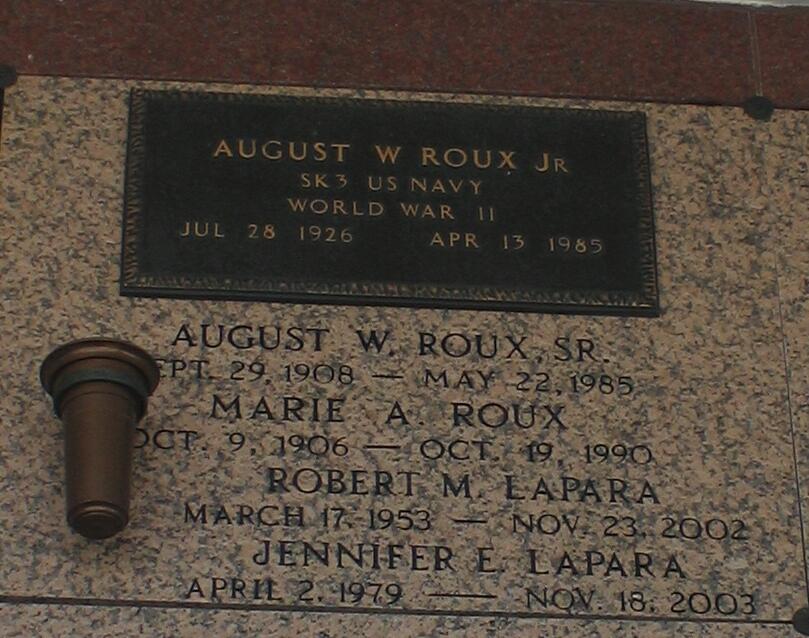 AUGUST W ROUX JR
SK3 US NAVY
WORLD WAR II
JUL 28 1926 APR 13 1985
AUGUST W. ROUX, SR.
EPT. 29, 1908 — MAY 22, 1985
MARIE A. ROUX
OCT. 9, 1906 — OCT. 19, 1990
ROBERT M. LAPARA
MARCH 17, 1953 — NOV. 23, 2002
JENNIFER E. LAPARA
APRIL 2, 1979 — NOV. 18, 2003